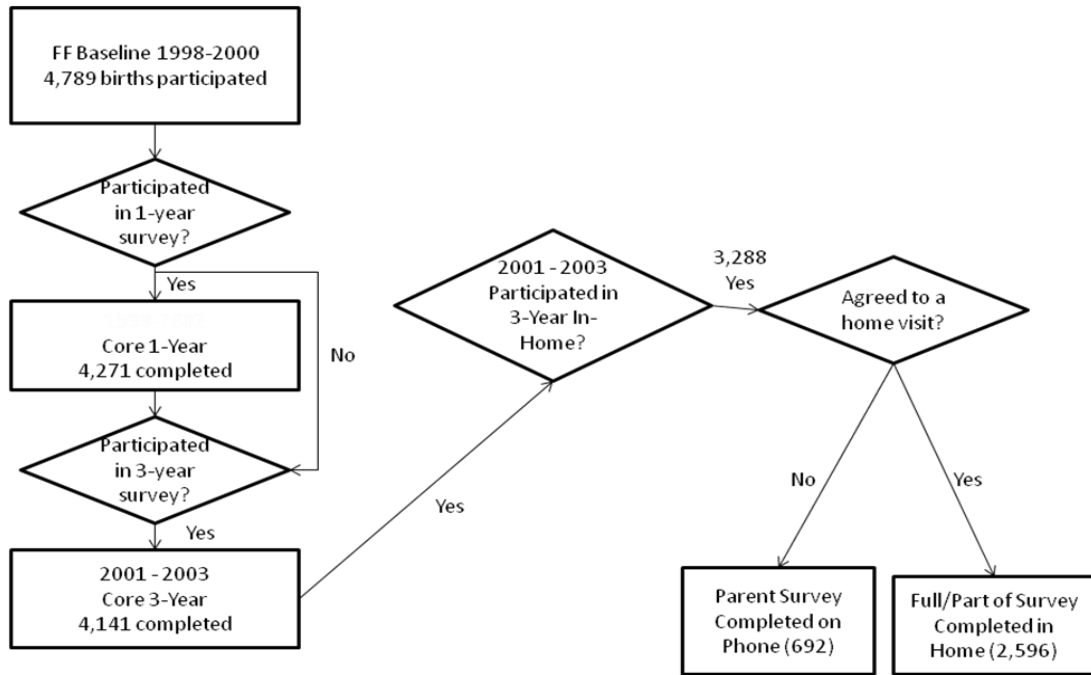 FF Baseline 1998-2000
4,789 births participated
Participated
in 1-year
survey?
Yes
No
Core 1-Year
4,271 completed
Participated
in 3-year
survey?
Yes
2001 - 2003
Core 3-Year
4,141 completed
Yes
2001 - 2003
Participated in
3-Year In-
Home?
3,288
Yes
Agreed to a
home visit?
No
Yes
Parent Survey
Completed on
Phone (692)
Full/Part of Survey
Completed in
Home (2,596)